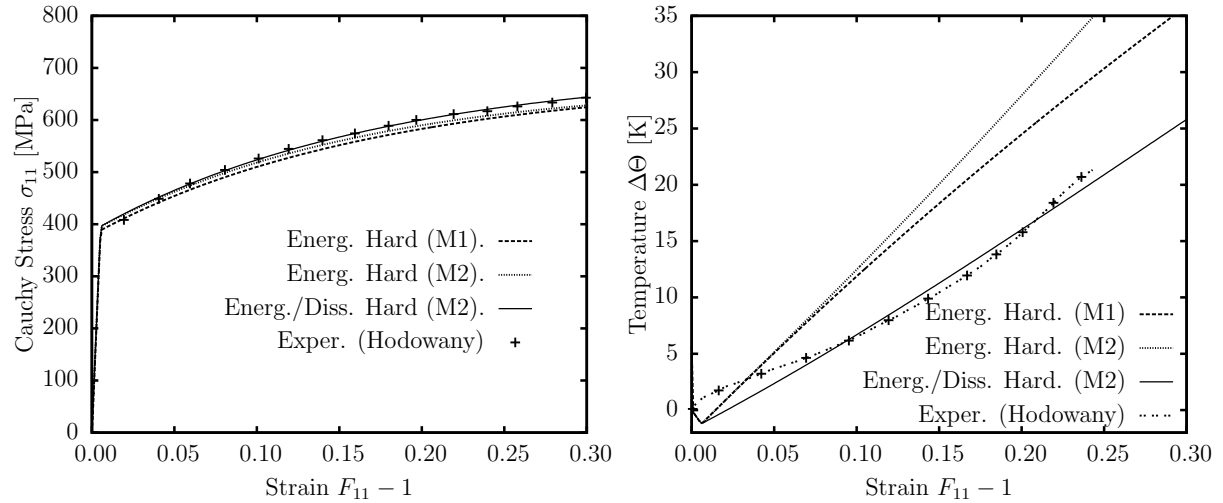 800
700
600
500
400
300
200
100
0
Cauchy Stress σ₁₁ [MPa]
Energ. Hard (M1).
Energ. Hard (M2).
Energ./Diss. Hard (M2).
Exper. (Hodowany)
0.00 0.05 0.10 0.15 0.20 0.25 0.30
Strain F₁₁ − 1
35
30
25
20
15
10
5
0
Temperature ΔΘ [K]
Energ. Hard. (M1)
Energ. Hard. (M2)
Energ./Diss. Hard. (M2)
Exper. (Hodowany)
0.00 0.05 0.10 0.15 0.20 0.25 0.30
Strain F₁₁ − 1